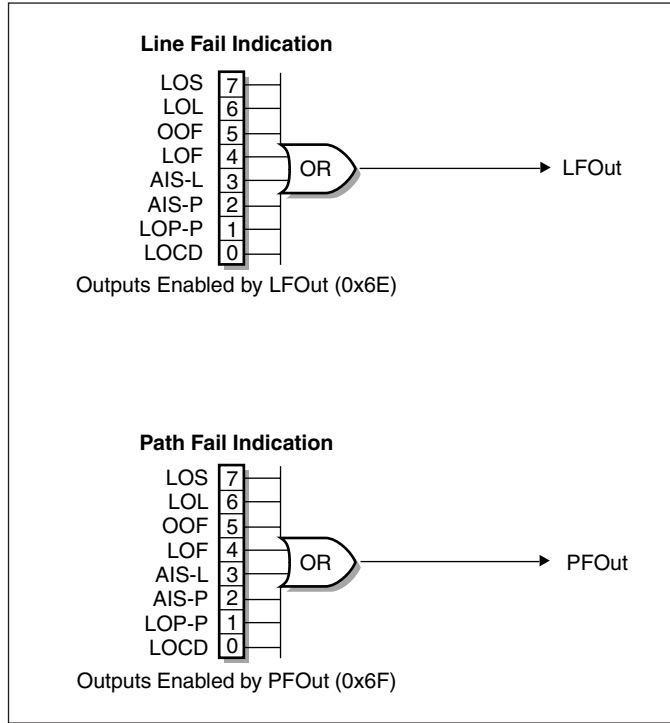 Line Fail Indication
LOS 7
LOL 6
OOF 5
LOF 4
AIS-L 3
AIS-P 2
LOP-P 1
LOCD 0
OR
LFOut
Outputs Enabled by LFOut (0x6E)
Path Fail Indication
LOS 7
LOL 6
OOF 5
LOF 4
AIS-L 3
AIS-P 2
LOP-P 1
LOCD 0
OR
PFOut
Outputs Enabled by PFOut (0x6F)